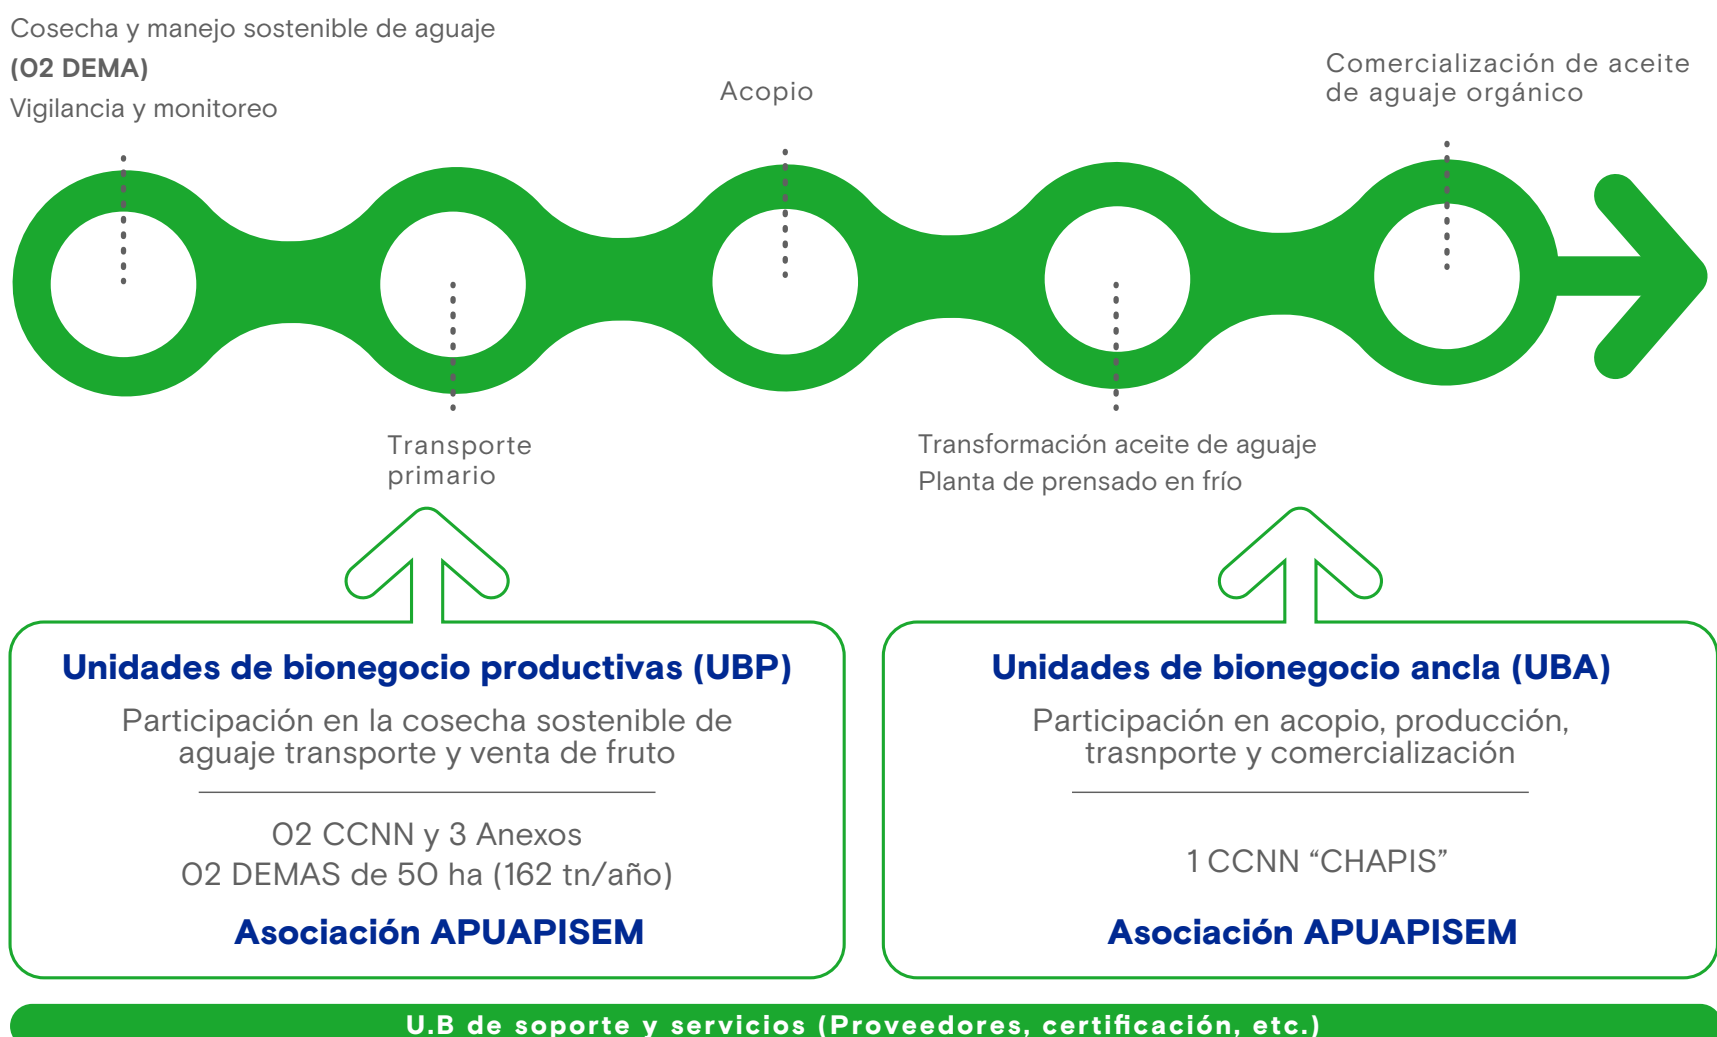 Cosecha y manejo sostenible de aguaje
(02 DEMA)
Vigilancia y monitoreo
Acopio
Comercialización de aceite
de aguaje orgánico
Transporte
primario
Transformación aceite de aguaje
Planta de prensado en frío
Unidades de bionegocio productivas (UBP)
Participación en la cosecha sostenible de
aguaje transporte y venta de fruto
02 CCNN y 3 Anexos
02 DEMAS de 50 ha (162 tn/año)
Asociación APUAPISEM
Unidades de bionegocio ancla (UBA)
Participación en acopio, producción,
trasnporte y comercialización
1 CCNN “CHAPIS”
Asociación APUAPISEM
U.B de soporte y servicios (Proveedores, certificación, etc.)